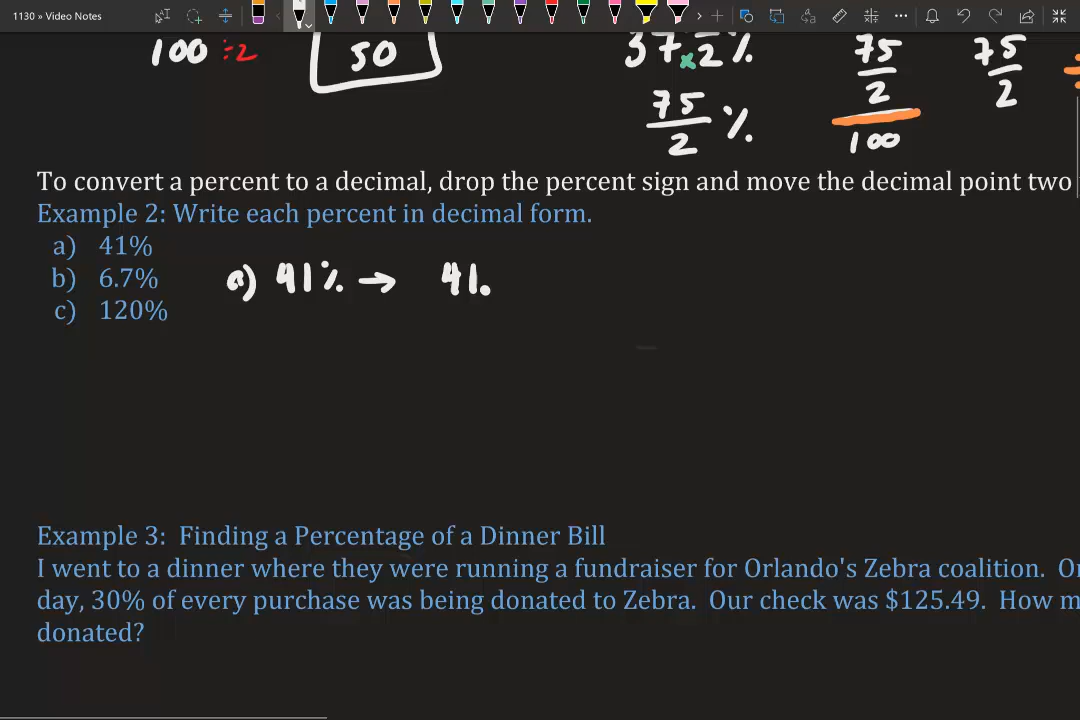 1130 » Video Notes
100 ÷2 50 37 × 2 % 75/2 75/2
75/2 % 100
To convert a percent to a decimal, drop the percent sign and move the decimal point two
Example 2: Write each percent in decimal form.
a) 41%
b) 6.7% a) 41% → 41.
c) 120%
Example 3: Finding a Percentage of a Dinner Bill
I went to a dinner where they were running a fundraiser for Orlando's Zebra coalition.
day, 30% of every purchase was being donated to Zebra. Our check was $125.49. How
donated?